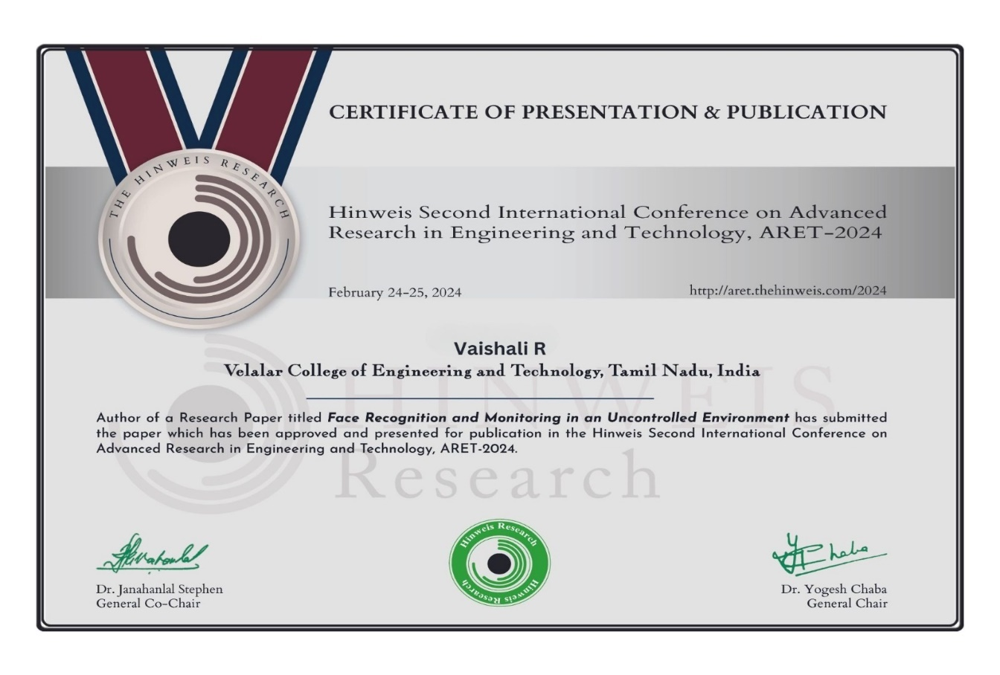 CERTIFICATE OF PRESENTATION & PUBLICATION
THE HINWEIS RESEARCH
Hinweis Second International Conference on Advanced
Research in Engineering and Technology, ARET-2024
February 24-25, 2024
http://aret.thehinweis.com/2024
Vaishali R
Velalar College of Engineering and Technology, Tamil Nadu, India
HINWEIS
Research
Author of a Research Paper titled Face Recognition and Monitoring in an Uncontrolled Environment has submitted
the paper which has been approved and presented for publication in the Hinweis Second International Conference on
Advanced Research in Engineering and Technology, ARET-2024.
Hinweis Research
Hinweis Research
Dr. Janahanlal Stephen
General Co-Chair
Dr. Yogesh Chaba
General Chair